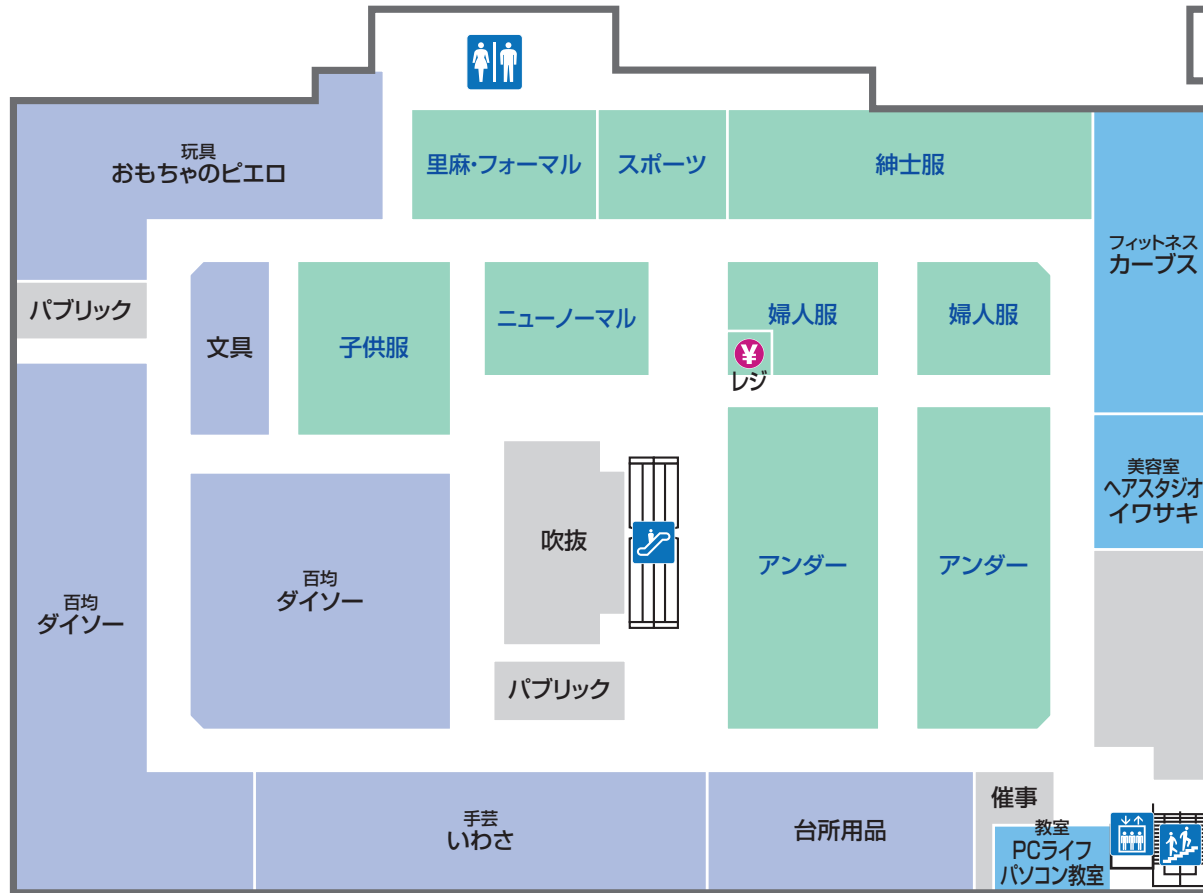 玩具
おもちゃのピエロ
里麻・フォーマル
スポーツ
紳士服
フィットネス
カーブス
パブリック
文具
子供服
ニューノーマル
婦人服
婦人服
¥
レジ
美容室
ヘアスタジオ
イワサキ
吹抜
アンダー
アンダー
百均
ダイソー
百均
ダイソー
パブリック
手芸
いわさ
台所用品
催事
教室
PCライフ
パソコン教室